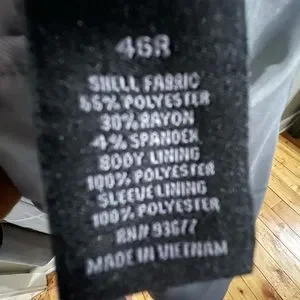 46R
SHELL FABRIC
66% POLYESTER
30% RAYON
4% SPANDEX
BODY LINING
100% POLYESTER
SLEEVE LINING
100% POLYESTER
RN# 93677
MADE IN VIETNAM